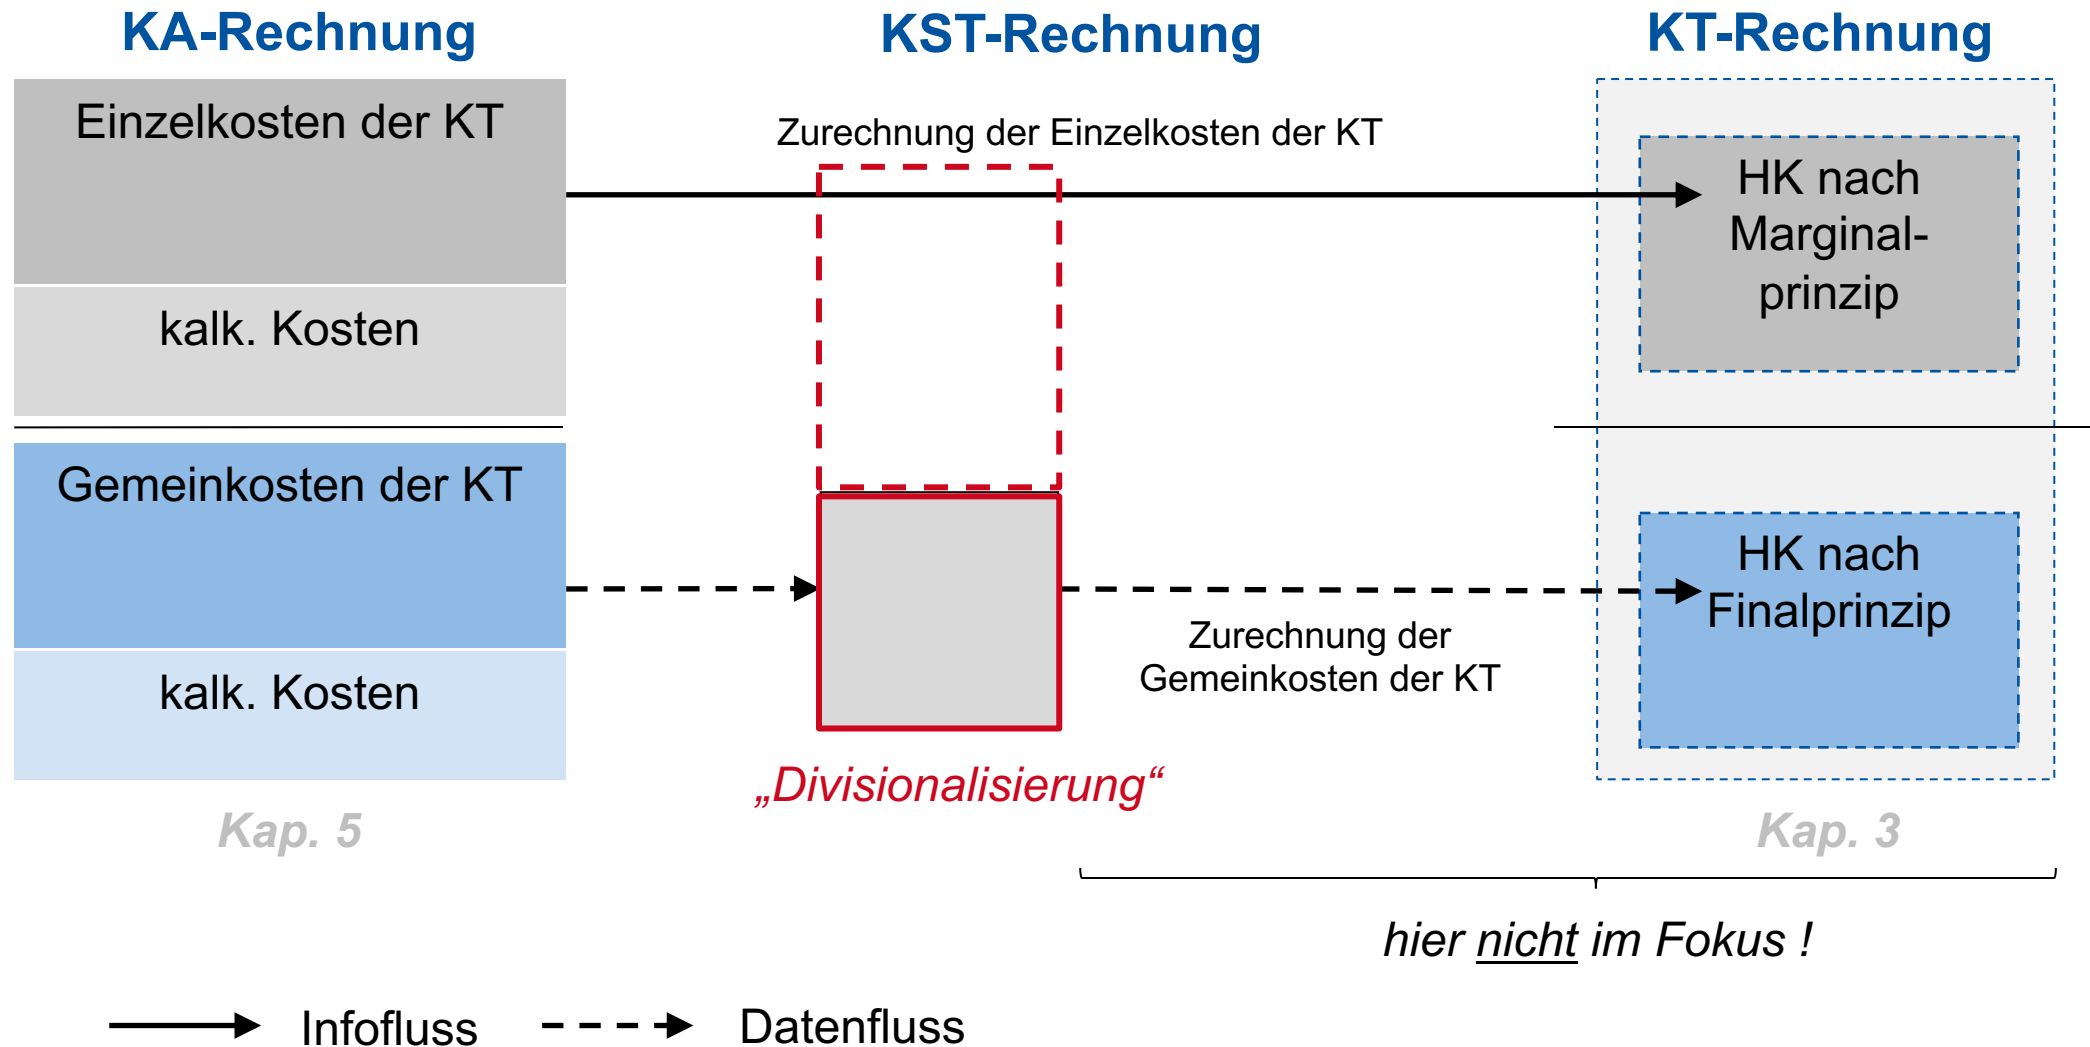 KA-Rechnung
KST-Rechnung
KT-Rechnung
Einzelkosten der KT
kalk. Kosten
Zurechnung der Einzelkosten der KT
HK nach
Marginal-
prinzip
Gemeinkosten der KT
kalk. Kosten
HK nach
Finalprinzip
Zurechnung der
Gemeinkosten der KT
„Divisionalisierung“
Kap. 5
Kap. 3
hier nicht im Fokus !
Infofluss
Datenfluss